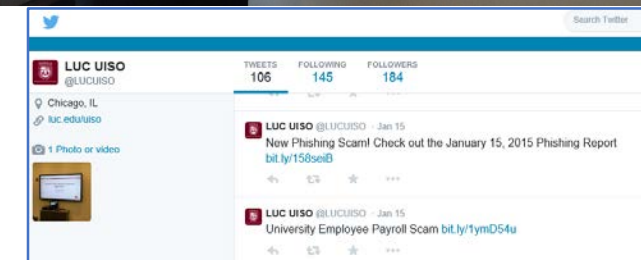 Search Twitter
LUC UISO
@LUCUISO
TWEETS FOLLOWING FOLLOWERS
106 145 184
Chicago, IL
luc.edu/uiso
1 Photo or video
LUC UISO @LUCUISO · Jan 15
New Phishing Scam! Check out the January 15, 2015 Phishing Report
bit.ly/158seiB
LUC UISO @LUCUISO · Jan 15
University Employee Payroll Scam bit.ly/1ymD54u